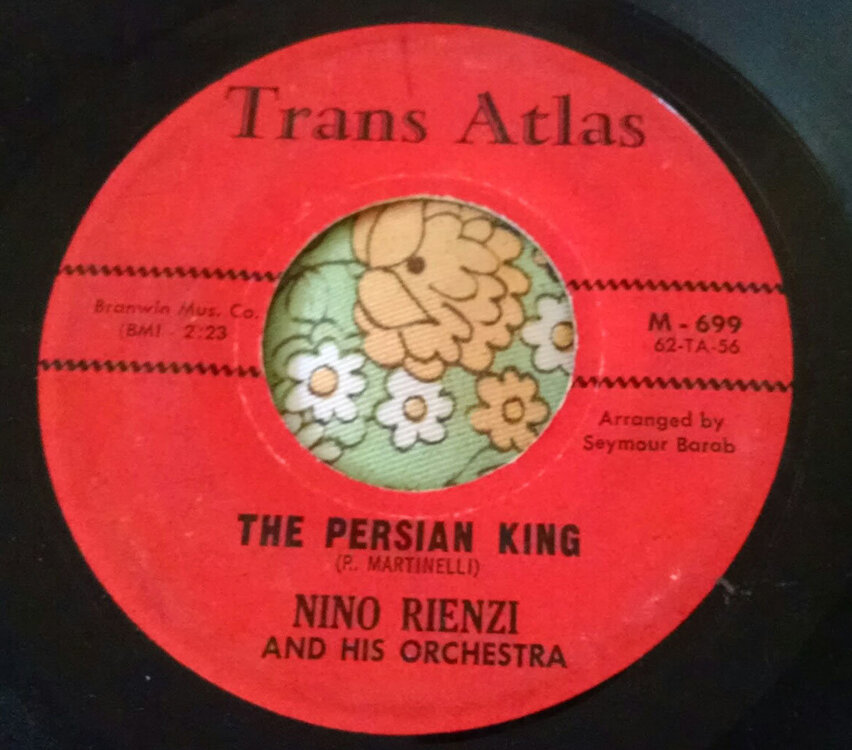 Trans Atlas
Branwin Mus. Co.
(BMI - 2:23
M - 699
62-TA-56
Arranged by
Seymour Barab
THE PERSIAN KING
(P. MARTINELLI)
NINO RIENZI
AND HIS ORCHESTRA